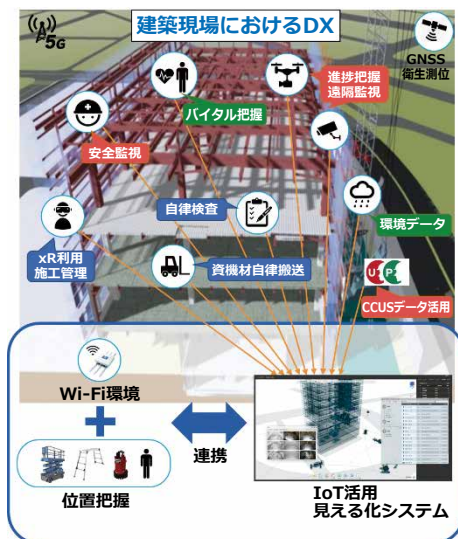 建築現場におけるDX
5G
GNSS
衛星測位
進捗把握
遠隔監視
バイタル把握
安全監視
自律検査
環境データ
xR利用
施工管理
資機材自律搬送
CCUSデータ活用
Wi-Fi環境
+
連携
位置把握
IoT活用
見える化システム